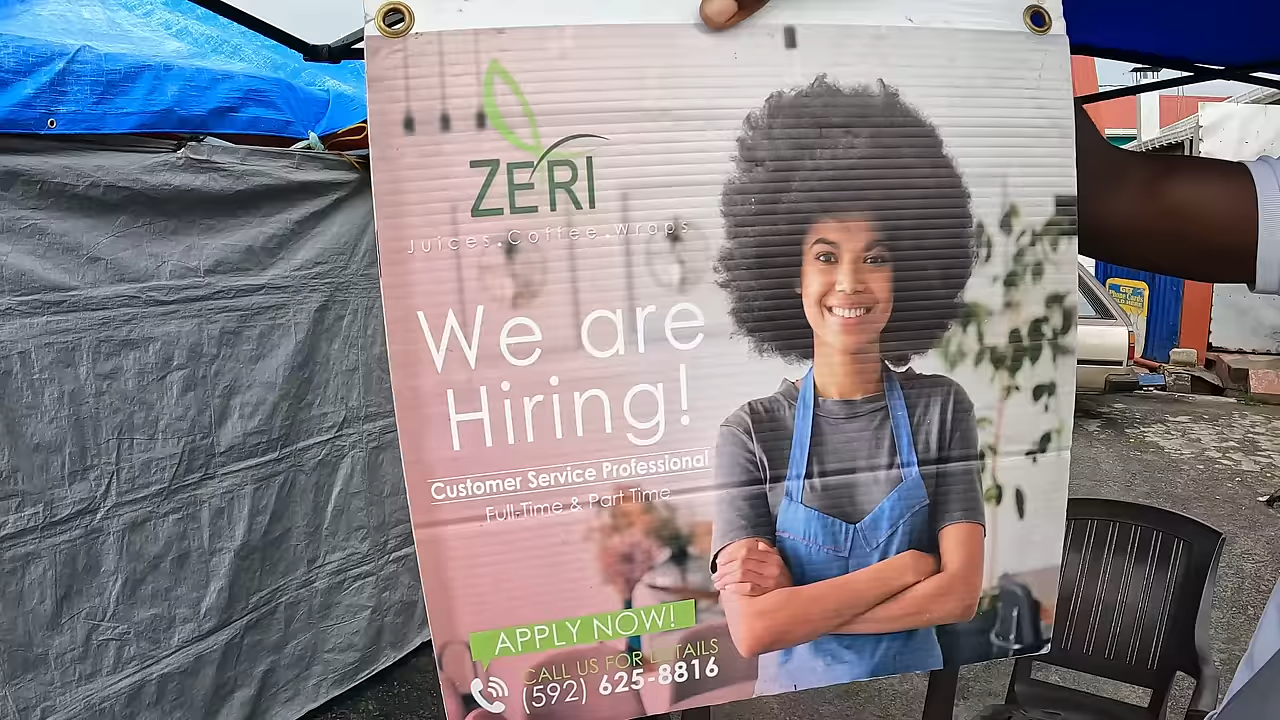 ZERI
Juices.Coffee.Wraps
We are
Hiring!
Customer Service Professional
Full-Time & Part Time
APPLY NOW!
CALL US FOR DETAILS
(592) 625-8816